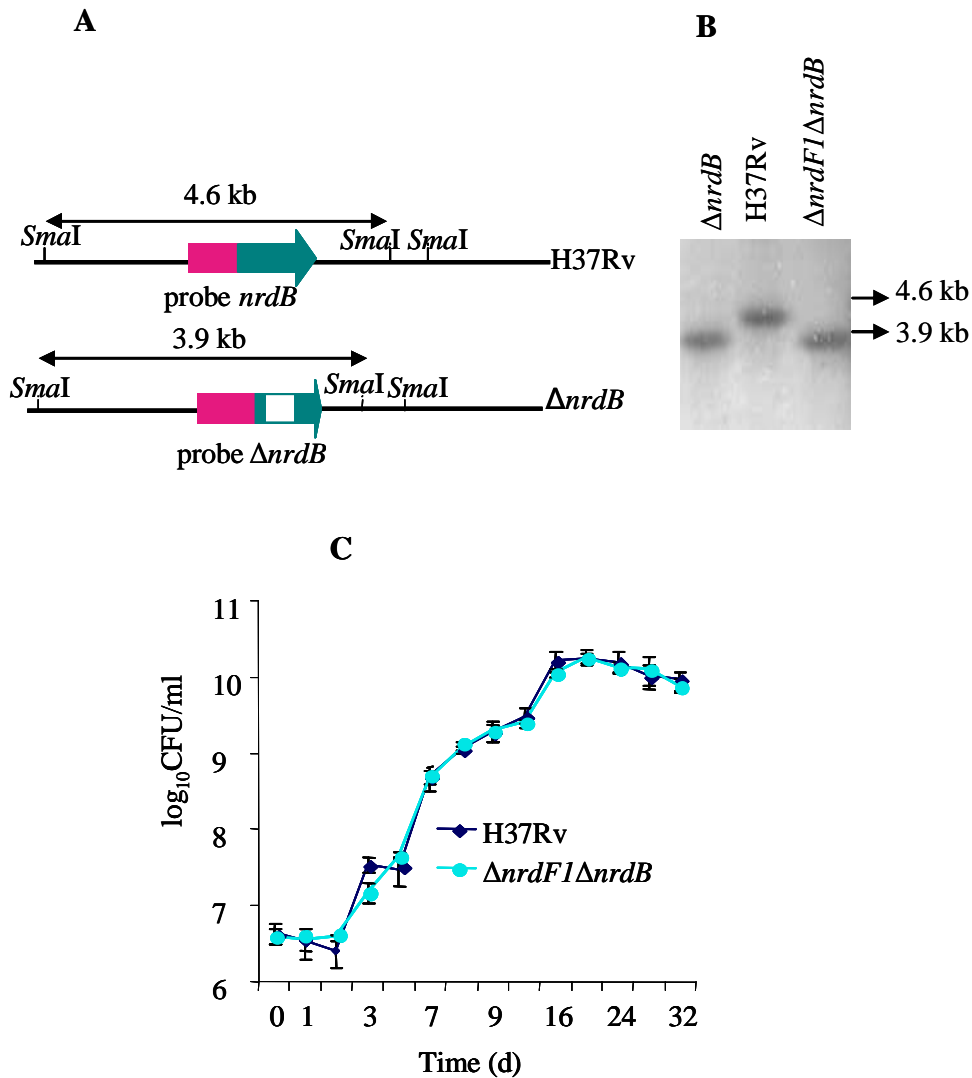 A
4.6 kb
SmaI
SmaI SmaI
H37Rv
probe nrdB
3.9 kb
SmaI
SmaI SmaI
ΔnrdB
probe ΔnrdB
B
ΔnrdB
H37Rv
ΔnrdF1ΔnrdB
4.6 kb
3.9 kb
C
11
10
9
8
7
6
log10CFU/ml
H37Rv
ΔnrdF1ΔnrdB
0 1 3 7 9 16 24 32
Time (d)